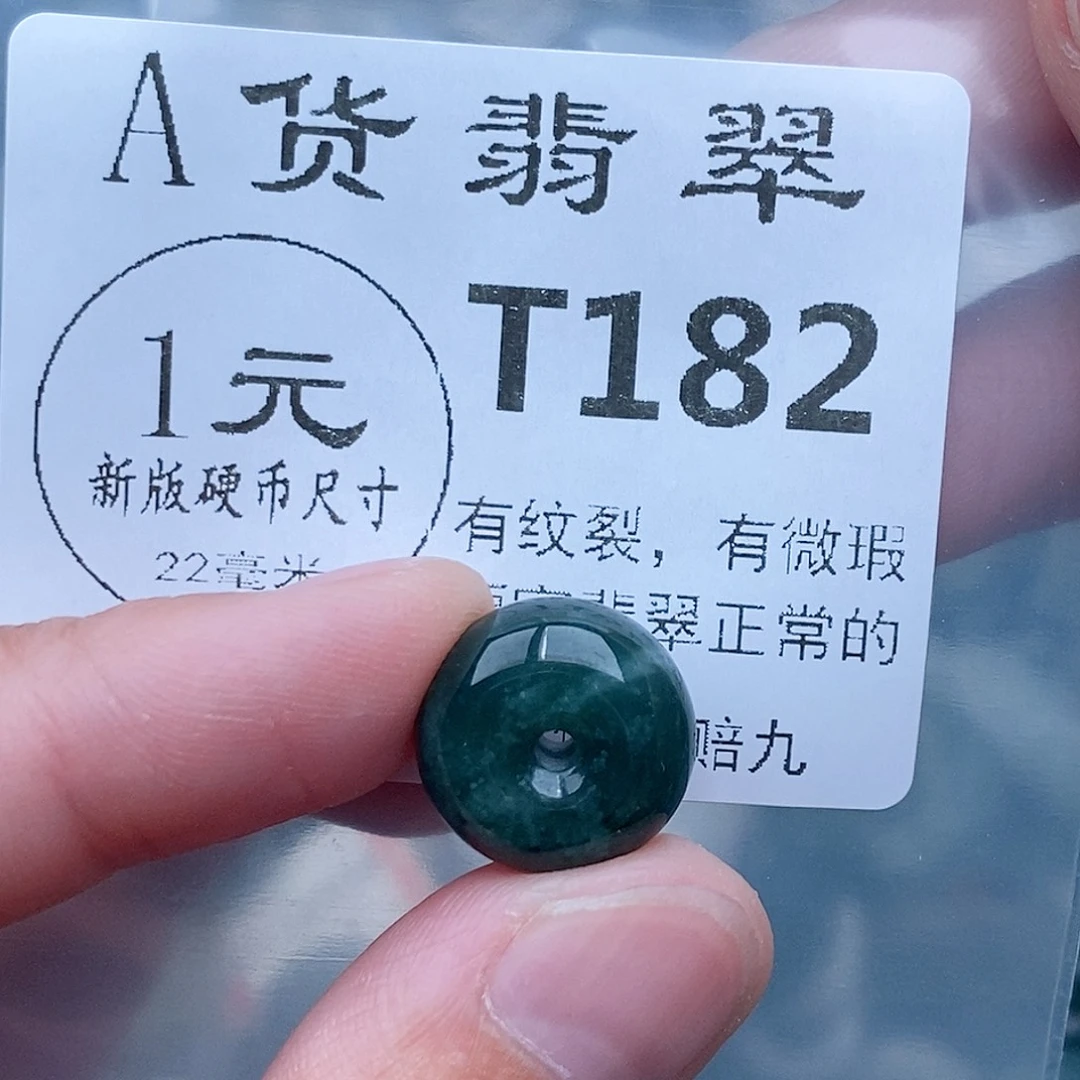 A货翡翠
1元
新版硬币尺寸
22毫米
T182
有纹裂，有微瑕
翡翠正常的
赔九